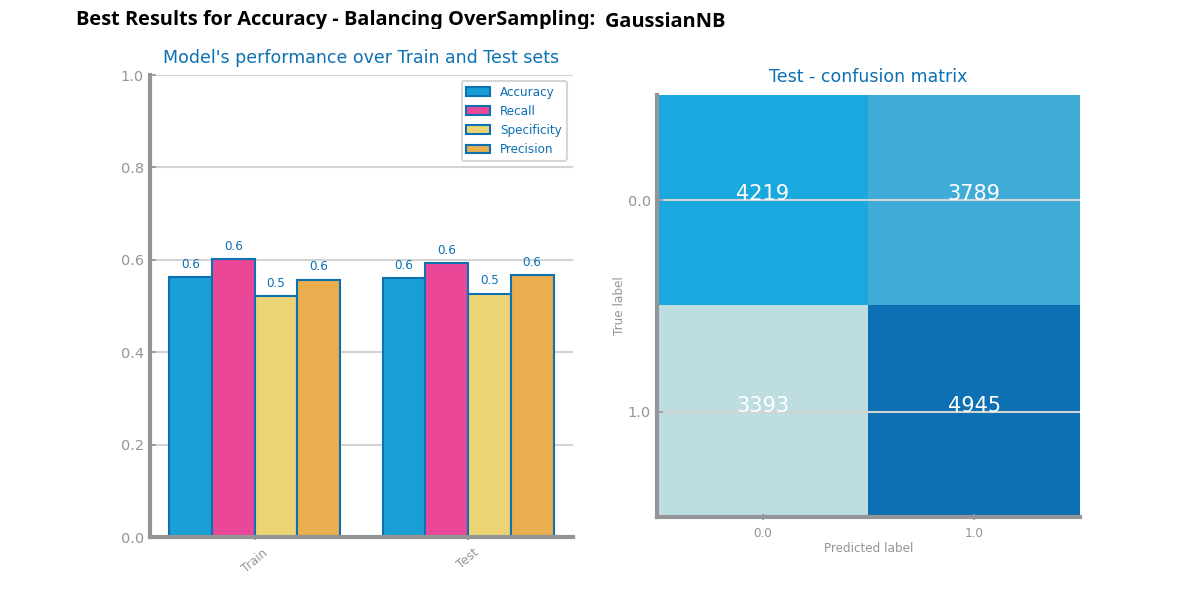 Best Results for Accuracy - Balancing OverSampling: GaussianNB
Model's performance over Train and Test sets
1.0
0.8
0.6
0.4
0.2
0.0
Accuracy
Recall
Specificity
Precision
0.6
0.6
0.5
0.6
0.6
0.6
0.5
0.6
Train
Test
Test - confusion matrix
True label
0.0
1.0
4219 3789
3393 4945
0.0 1.0
Predicted label